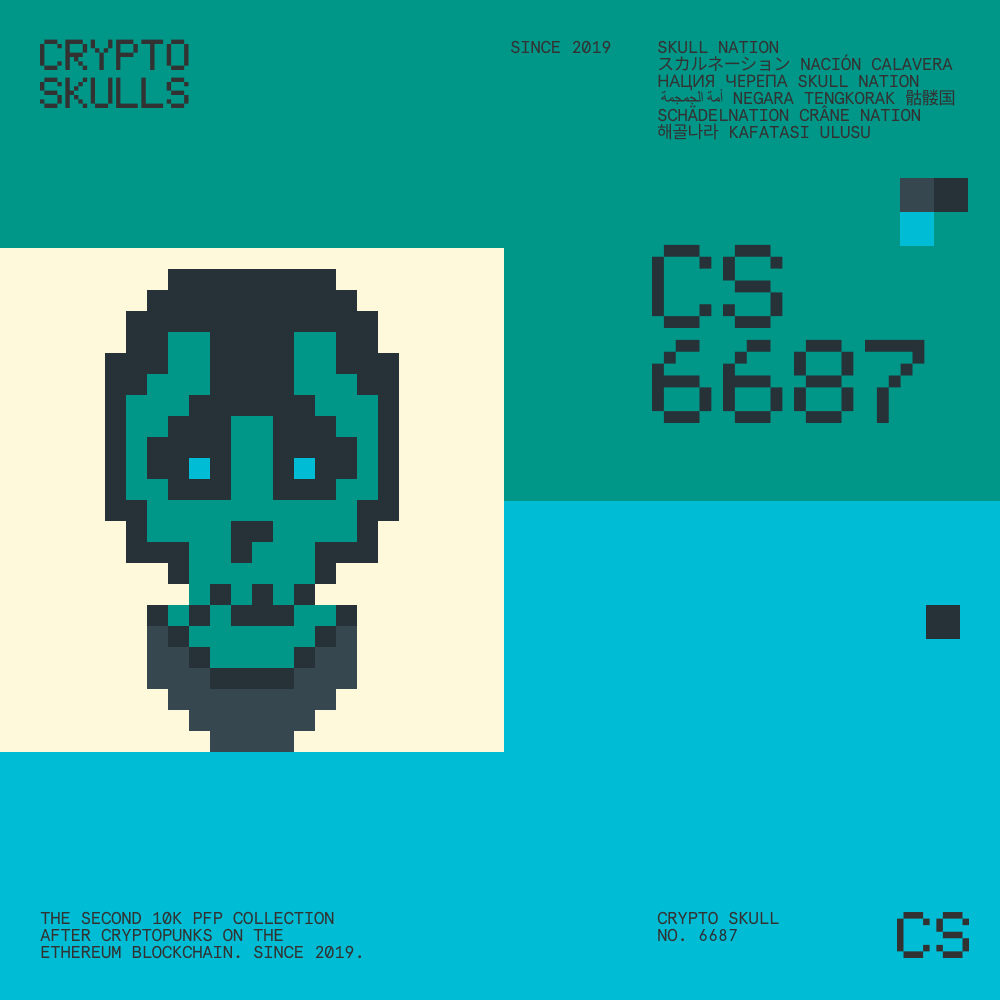 CRYPTO
SKULLS
SINCE 2019
SKULL NATION
スカルネーション NACIÓN CALAVERA
НАЦИЯ ЧЕРЕПА SKULL NATION
أمة الجمجمة NEGARA TENGKORAK 骷髅国
SCHÄDELNATION CRÂNE NATION
해골나라 KAFATASI ULUSU
CS
6687
THE SECOND 10K PFP COLLECTION
AFTER CRYPTOPUNKS ON THE
ETHEREUM BLOCKCHAIN. SINCE 2019.
CRYPTO SKULL
NO. 6687
CS